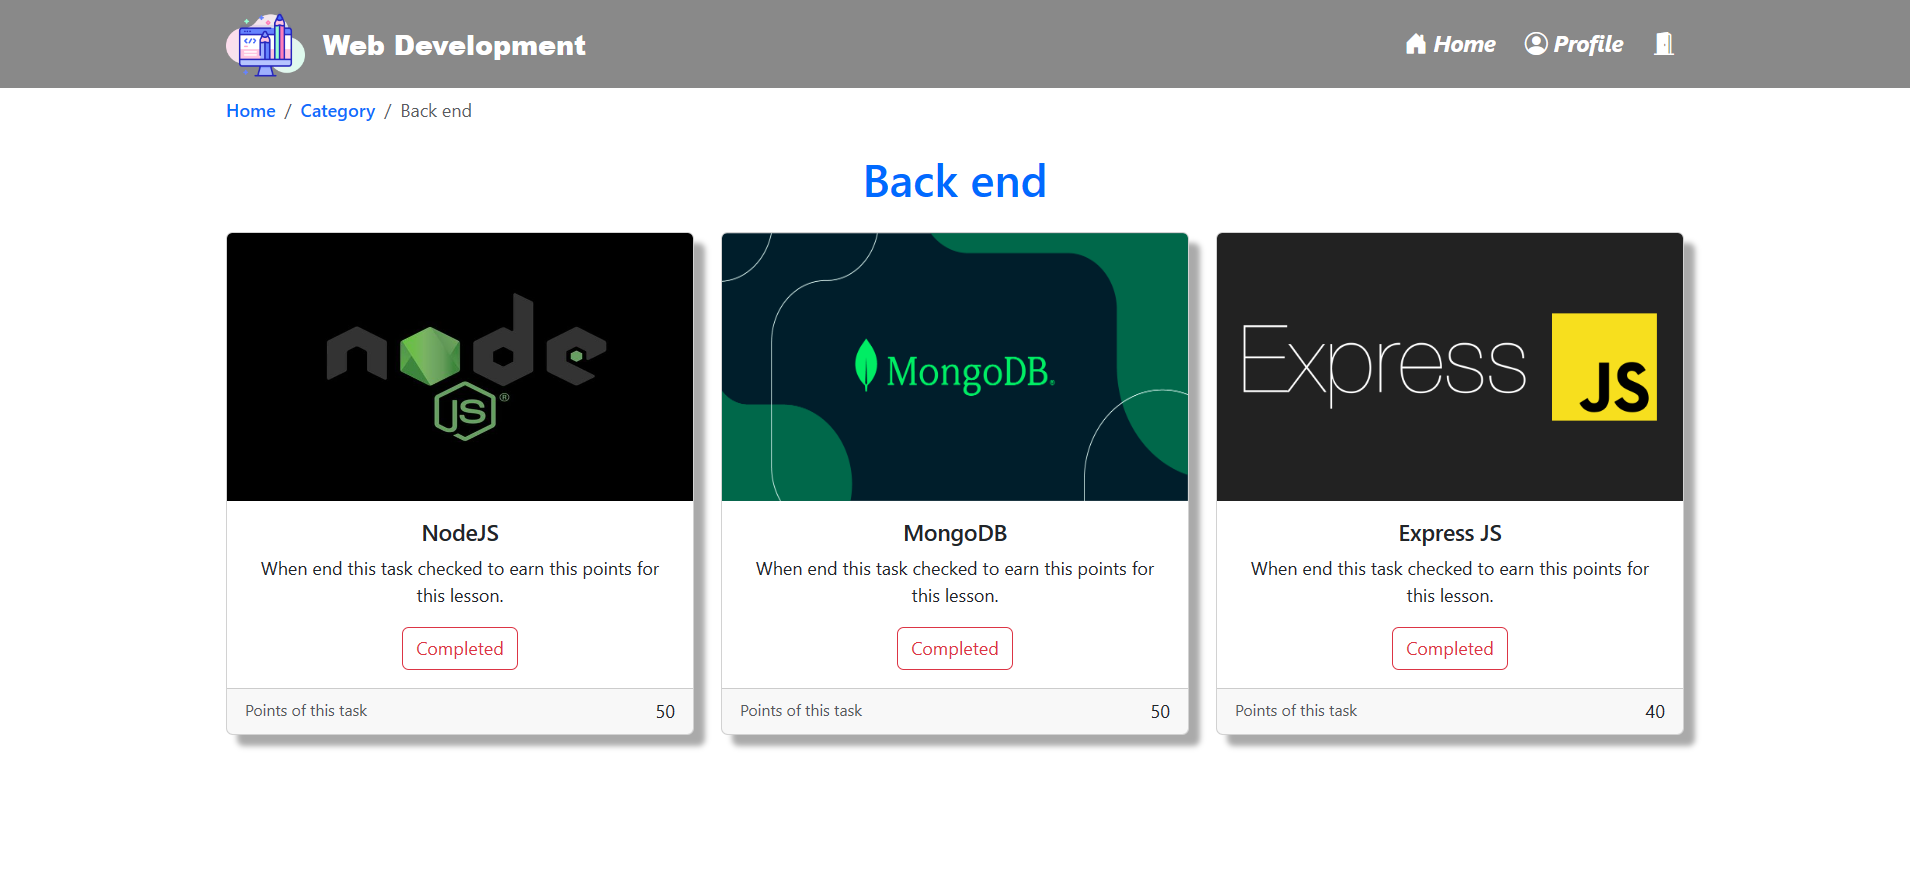 Web Development
Home
Profile
Home / Category / Back end
Back end
node
JS®
MongoDB®
Express JS
NodeJS
When end this task checked to earn this points for
this lesson.
Completed
Points of this task 50
MongoDB
When end this task checked to earn this points for
this lesson.
Completed
Points of this task 50
Express JS
When end this task checked to earn this points for
this lesson.
Completed
Points of this task 40